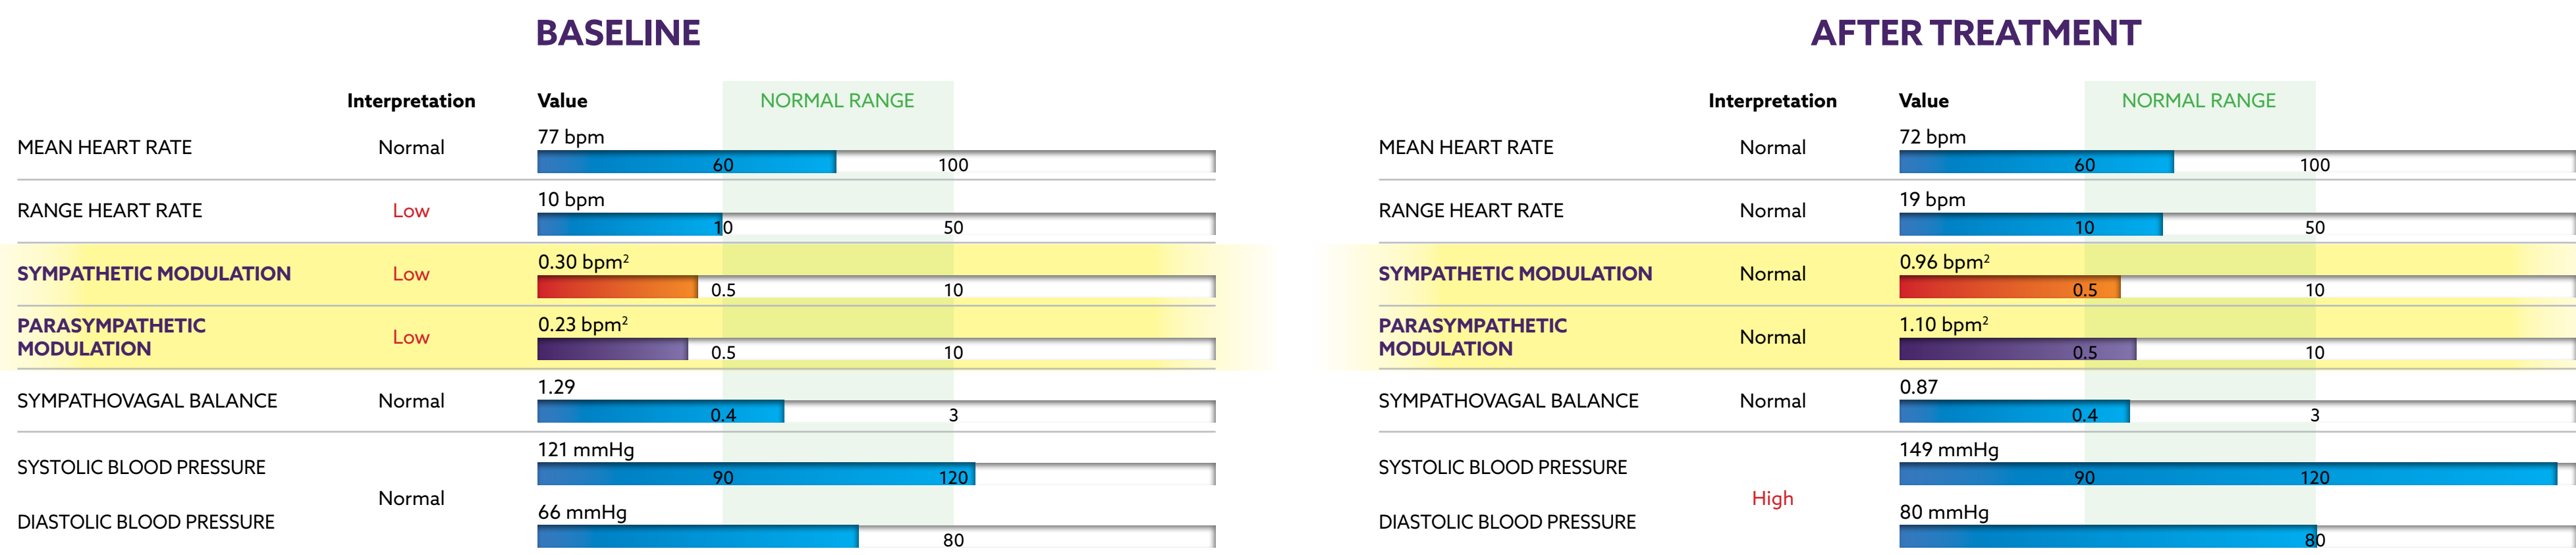 BASELINE
Interpretation Value NORMAL RANGE
MEAN HEART RATE Normal 77 bpm
60 100
RANGE HEART RATE Low 10 bpm
10 50
SYMPATHETIC MODULATION Low 0.30 bpm²
0.5 10
PARASYMPATHETIC
MODULATION Low 0.23 bpm²
0.5 10
SYMPATHOVAGAL BALANCE Normal 1.29
0.4 3
SYSTOLIC BLOOD PRESSURE 121 mmHg
90 120
Normal
DIASTOLIC BLOOD PRESSURE 66 mmHg
80
AFTER TREATMENT
Interpretation Value NORMAL RANGE
MEAN HEART RATE Normal 72 bpm
60 100
RANGE HEART RATE Normal 19 bpm
10 50
SYMPATHETIC MODULATION Normal 0.96 bpm²
0.5 10
PARASYMPATHETIC
MODULATION Normal 1.10 bpm²
0.5 10
SYMPATHOVAGAL BALANCE Normal 0.87
0.4 3
SYSTOLIC BLOOD PRESSURE 149 mmHg
90 120
High
DIASTOLIC BLOOD PRESSURE 80 mmHg
80